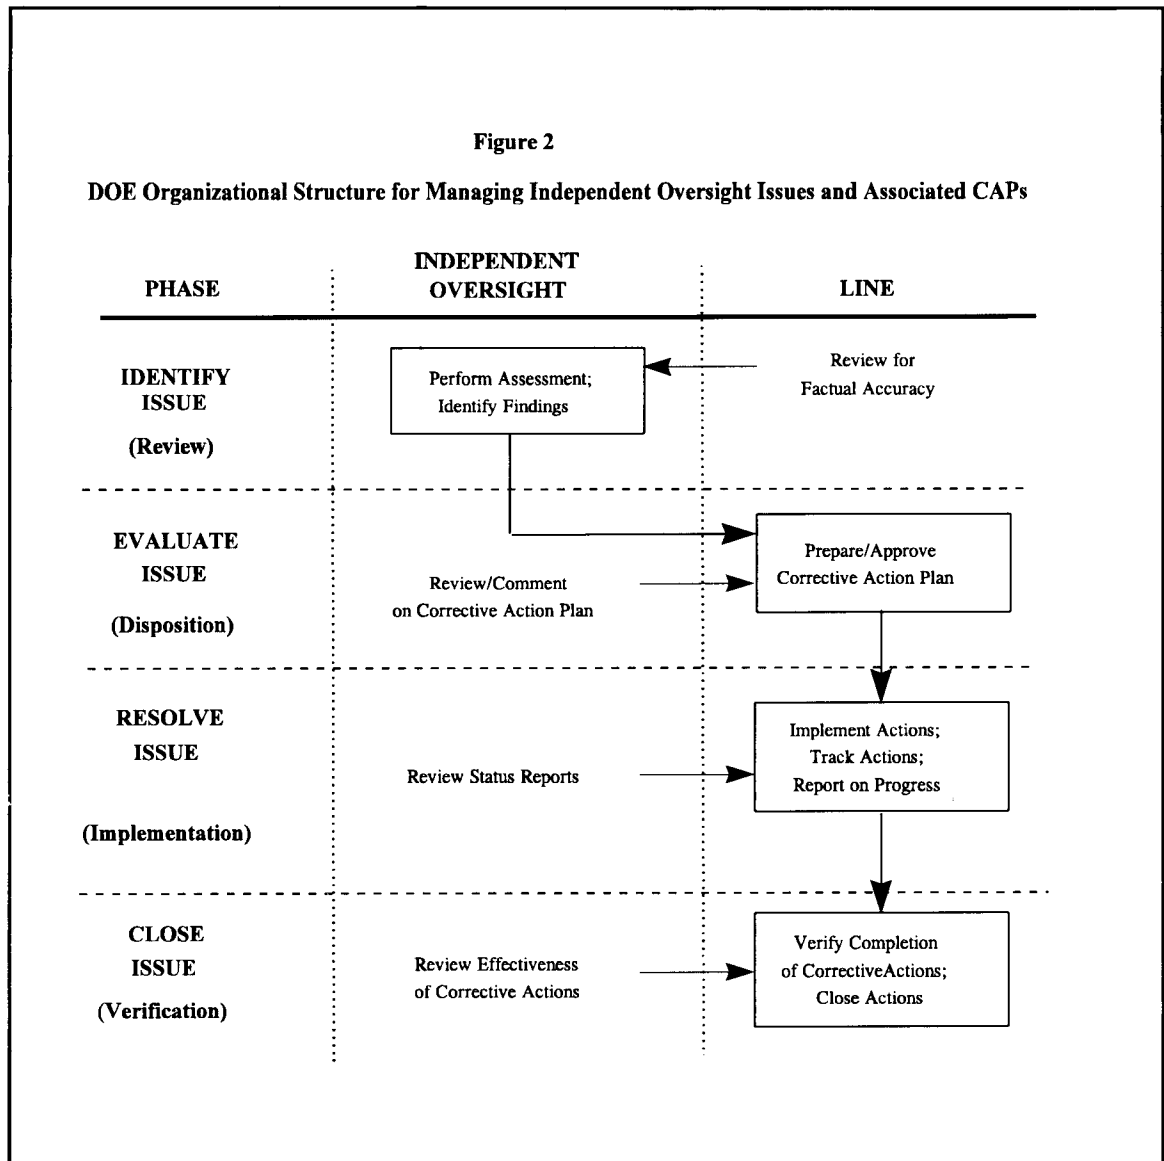 Figure 2
DOE Organizational Structure for Managing Independent Oversight Issues and Associated CAPs
PHASE
INDEPENDENT
OVERSIGHT
LINE
IDENTIFY
ISSUE
(Review)
Perform Assessment;
Identify Findings
Review for
Factual Accuracy
EVALUATE
ISSUE
(Disposition)
Review/Comment
on Corrective Action Plan
Prepare/Approve
Corrective Action Plan
RESOLVE
ISSUE
(Implementation)
Review Status Reports
Implement Actions;
Track Actions;
Report on Progress
CLOSE
ISSUE
(Verification)
Review Effectiveness
of Corrective Actions
Verify Completion
of CorrectiveActions;
Close Actions